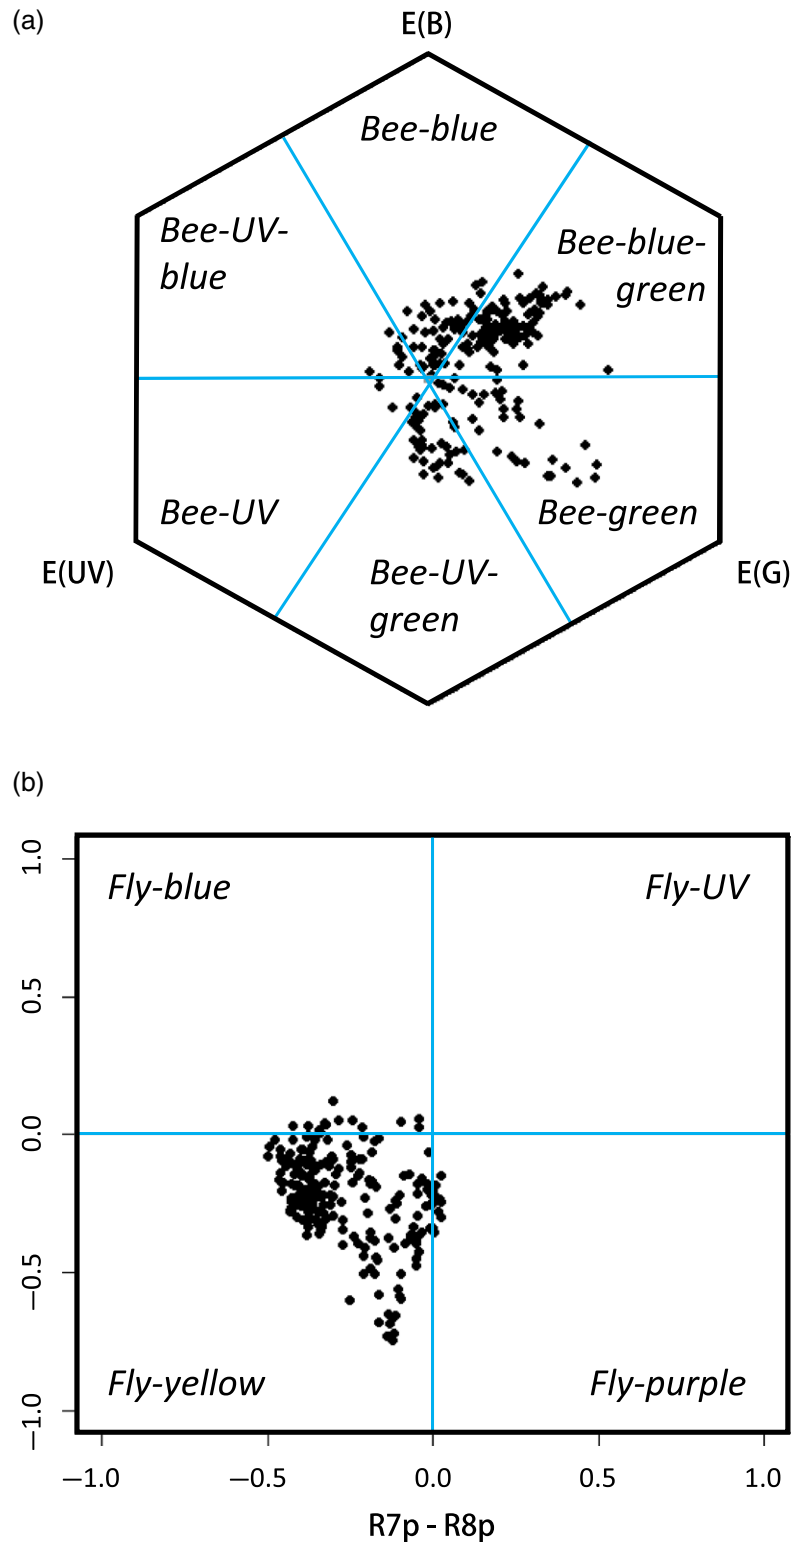 (a)
E(B)
Bee-blue
Bee-UV-
blue
Bee-blue-
green
Bee-UV
Bee-green
E(UV)
Bee-UV-
green
E(G)
(b)
1.0
Fly-blue
Fly-UV
0.5
0.0
−0.5
Fly-yellow
Fly-purple
−1.0
−1.0
−0.5
0.0
0.5
1.0
R7p - R8p